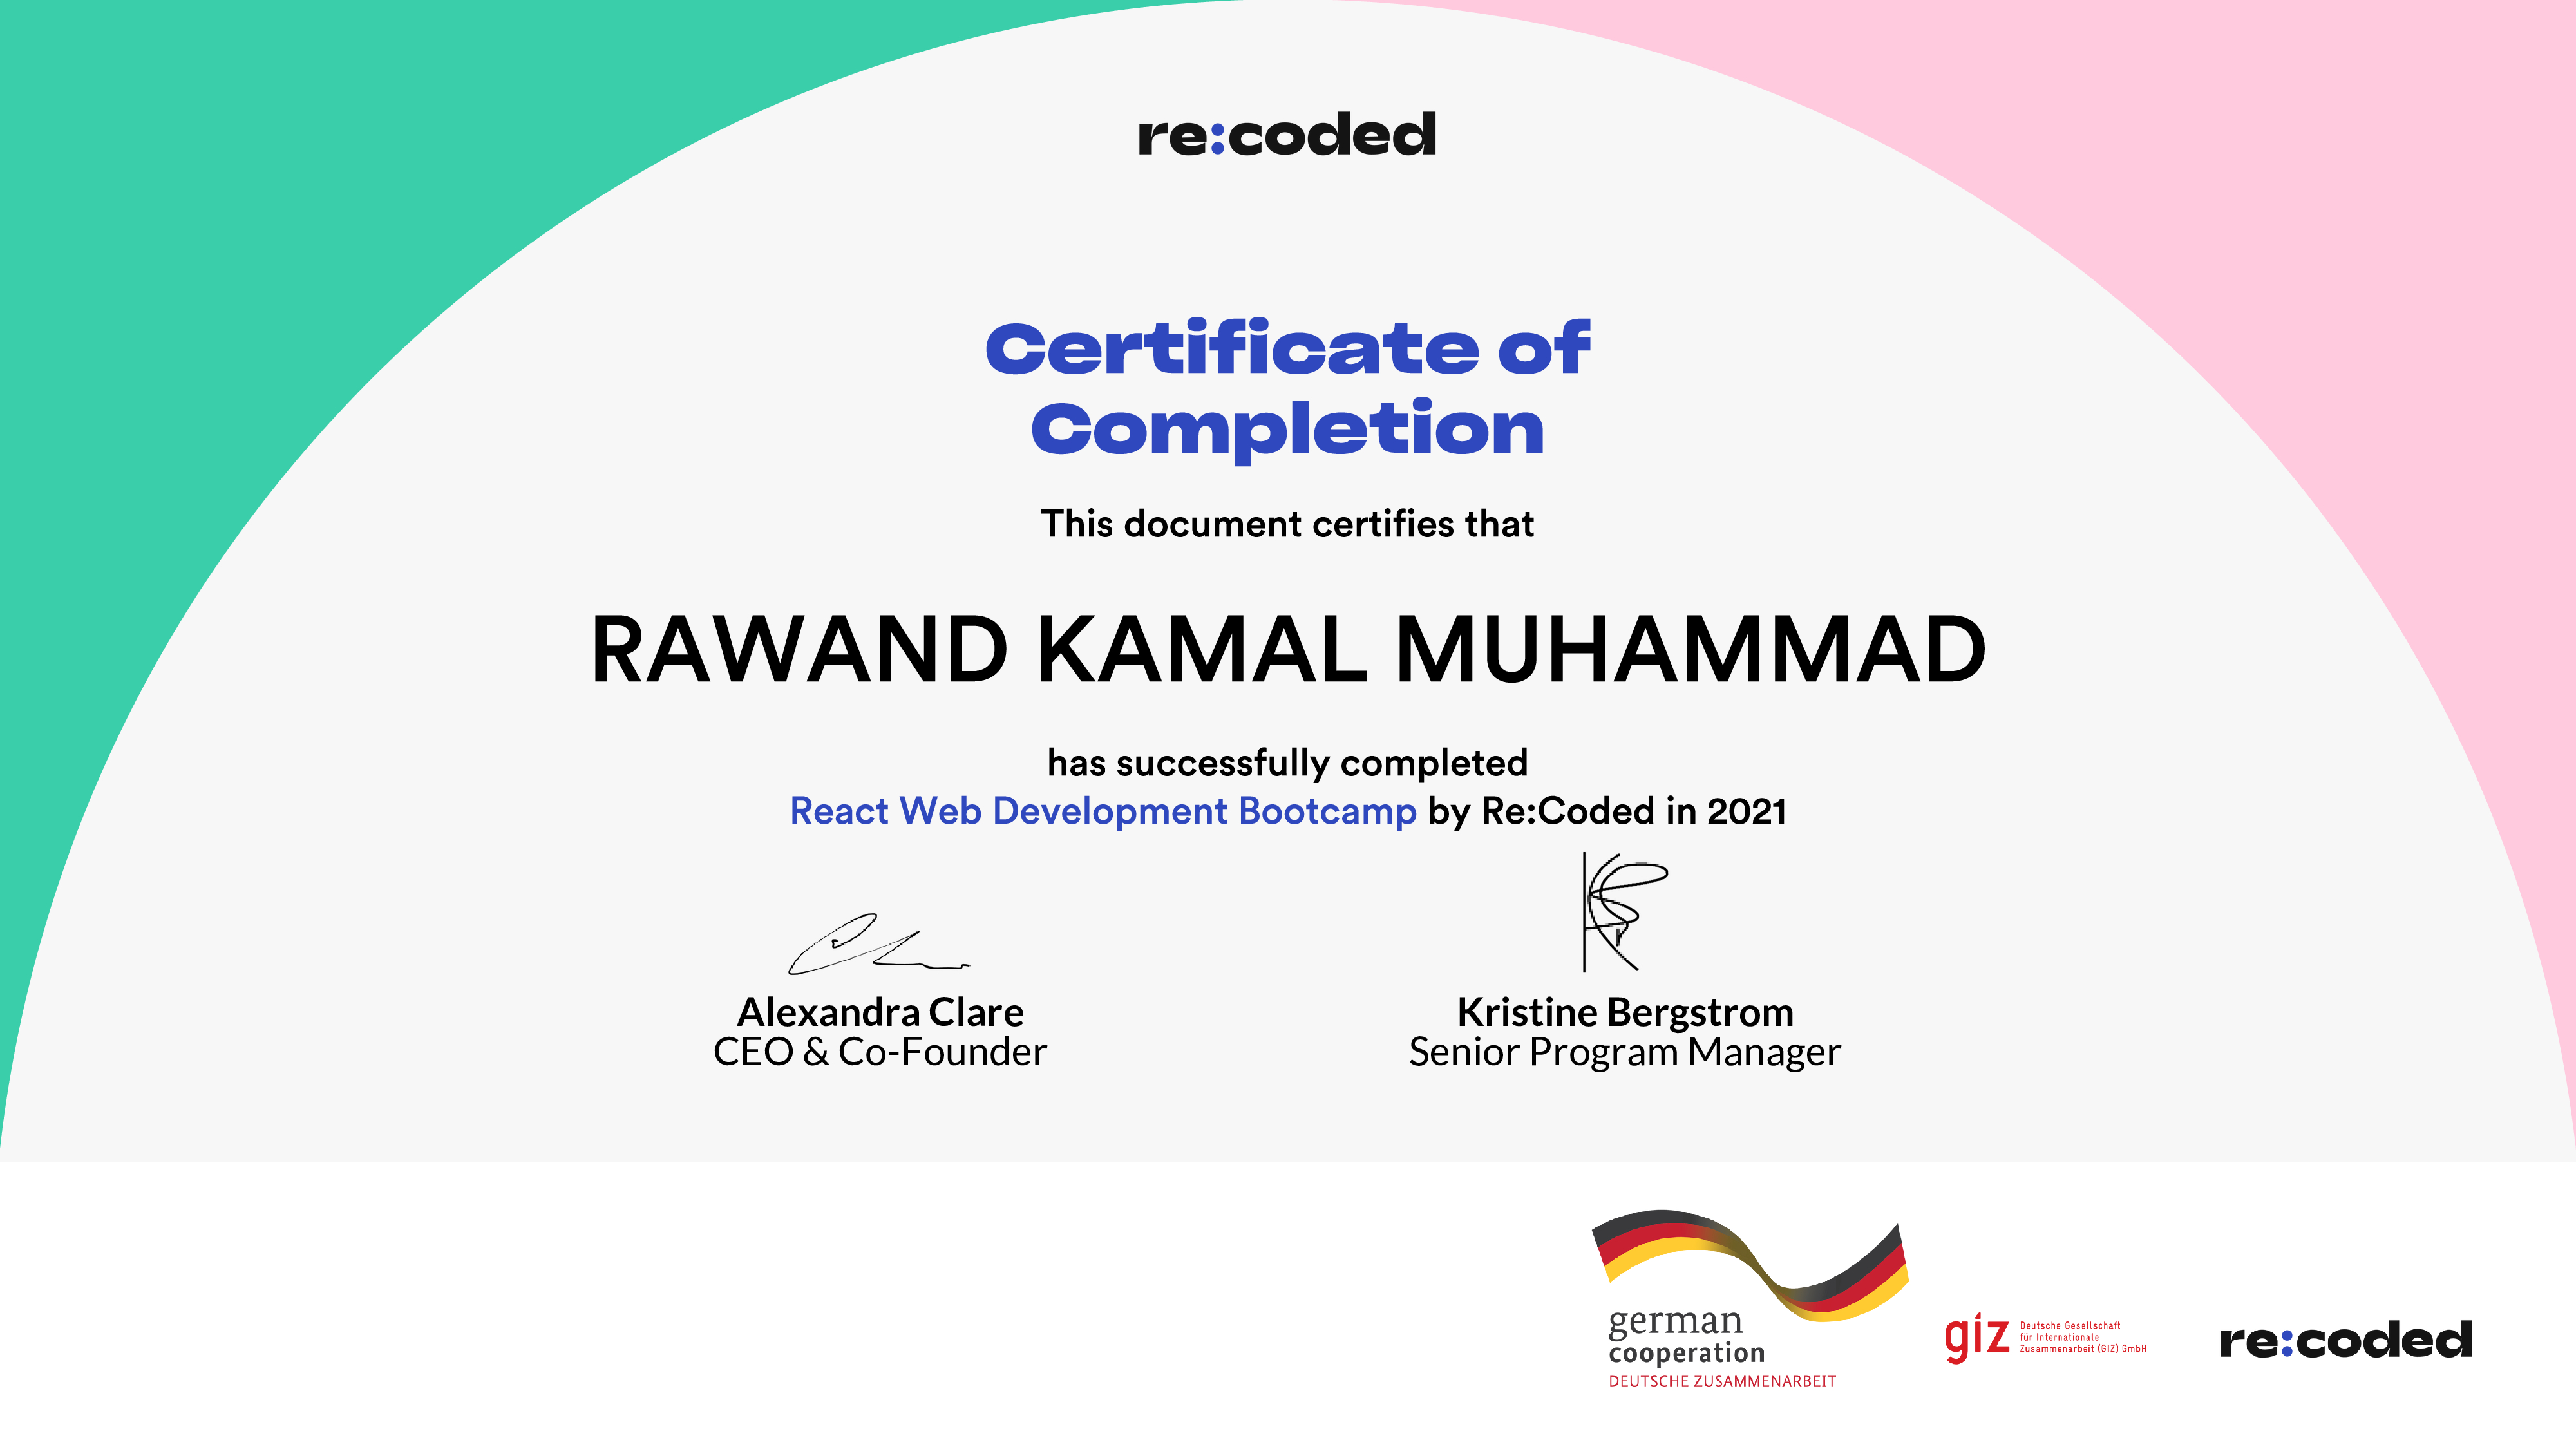 re:coded
Certificate of
Completion
This document certifies that
RAWAND KAMAL MUHAMMAD
has successfully completed
React Web Development Bootcamp by Re:Coded in 2021
Alexandra Clare
CEO & Co-Founder
Kristine Bergstrom
Senior Program Manager
german
cooperation
DEUTSCHE ZUSAMMENARBEIT
giz
Deutsche Gesellschaft
für Internationale
Zusammenarbeit (GIZ) GmbH
re:coded